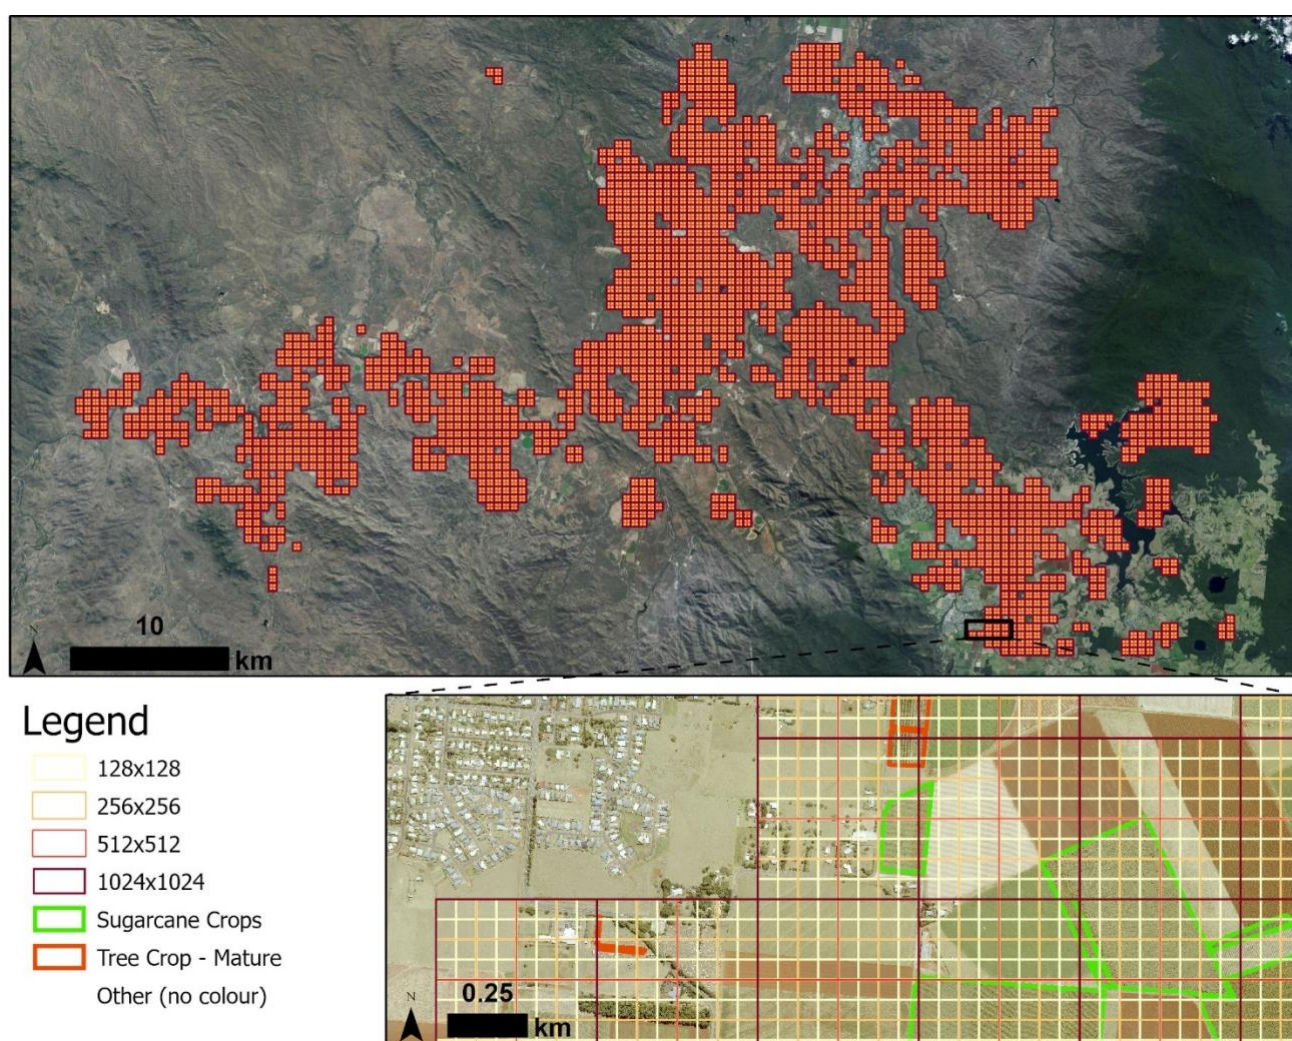 10
N
km
Legend
128x128
256x256
512x512
1024x1024
Sugarcane Crops
Tree Crop - Mature
Other (no colour)
N
0.25
km